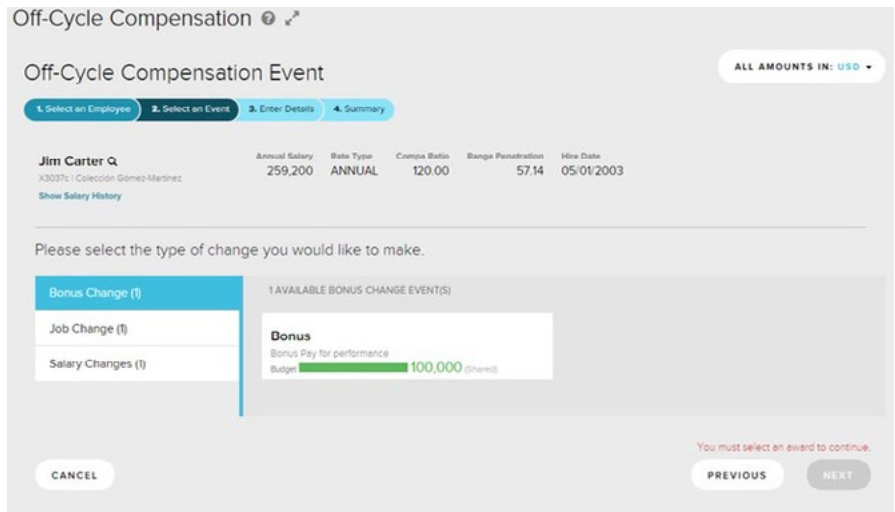 Off-Cycle Compensation
Off-Cycle Compensation Event
ALL AMOUNTS IN: USD
1. Select an Employee 2. Select an Event 3. Enter Details 4. Summary
Jim Carter
X3037c | Colección Gómez-Martínez
Show Salary History
Annual Salary Rate Type Compa Ratio Range Penetration Hire Date
259,200 ANNUAL 120.00 57.14 05/01/2003
Please select the type of change you would like to make.
Bonus Change (1)
Job Change (1)
Salary Changes (1)
1 AVAILABLE BONUS CHANGE EVENT(S)
Bonus
Bonus Pay for performance
Budget 100,000 (Shared)
You must select an award to continue.
CANCEL PREVIOUS NEXT